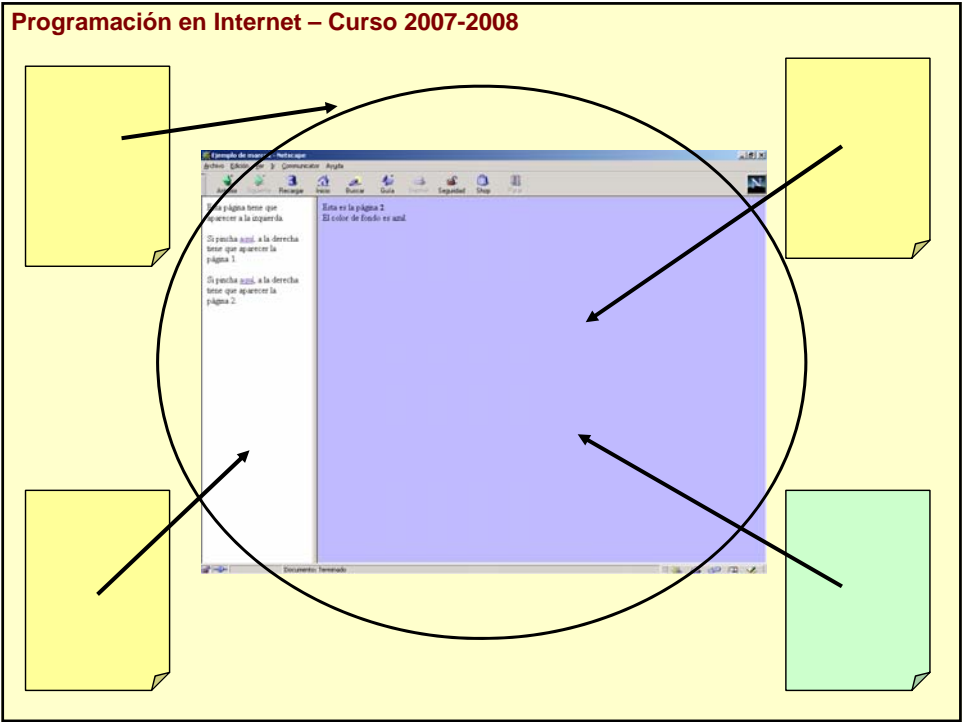 Programación en Internet – Curso 2007-2008
Ejemplo de marcos - Netscape
Archivo Edición Ver Ir Communicator Ayuda
Recargar Inicio Buscar Guía Seguridad Shop
Esta página tiene que
aparecer a la izquierda.
Si pincha aquí, a la derecha
tiene que aparecer la
página 1.
Si pincha aquí, a la derecha
tiene que aparecer la
página 2.
Esta es la página 2.
El color de fondo es azul.
Documento: Terminado